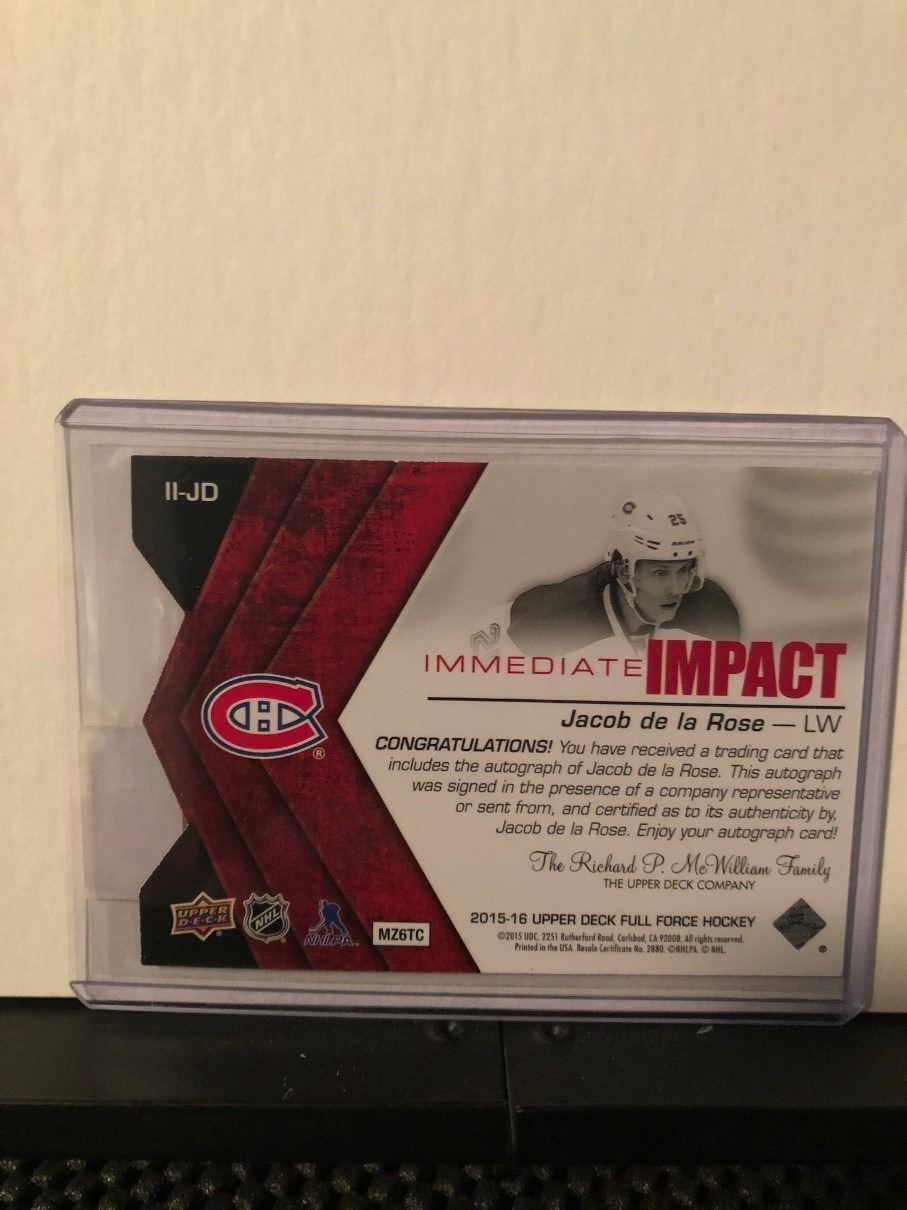 II-JD
25
IMMEDIATE IMPACT
Jacob de la Rose — LW
CONGRATULATIONS! You have received a trading card that
includes the autograph of Jacob de la Rose. This autograph
was signed in the presence of a company representative
or sent from, and certified as to its authenticity by,
Jacob de la Rose. Enjoy your autograph card!
The Richard P. McWilliam Family
THE UPPER DECK COMPANY
2015-16 UPPER DECK FULL FORCE HOCKEY
©2015 UDC. 2251 Rutherford Road, Carlsbad, CA 92008. All rights reserved.
Printed in the USA. Resale Certificate No. 2880. ©NHLPA. © NHL.
UPPER
D·E·C·K
NHL
NHLPA
MZ6TC